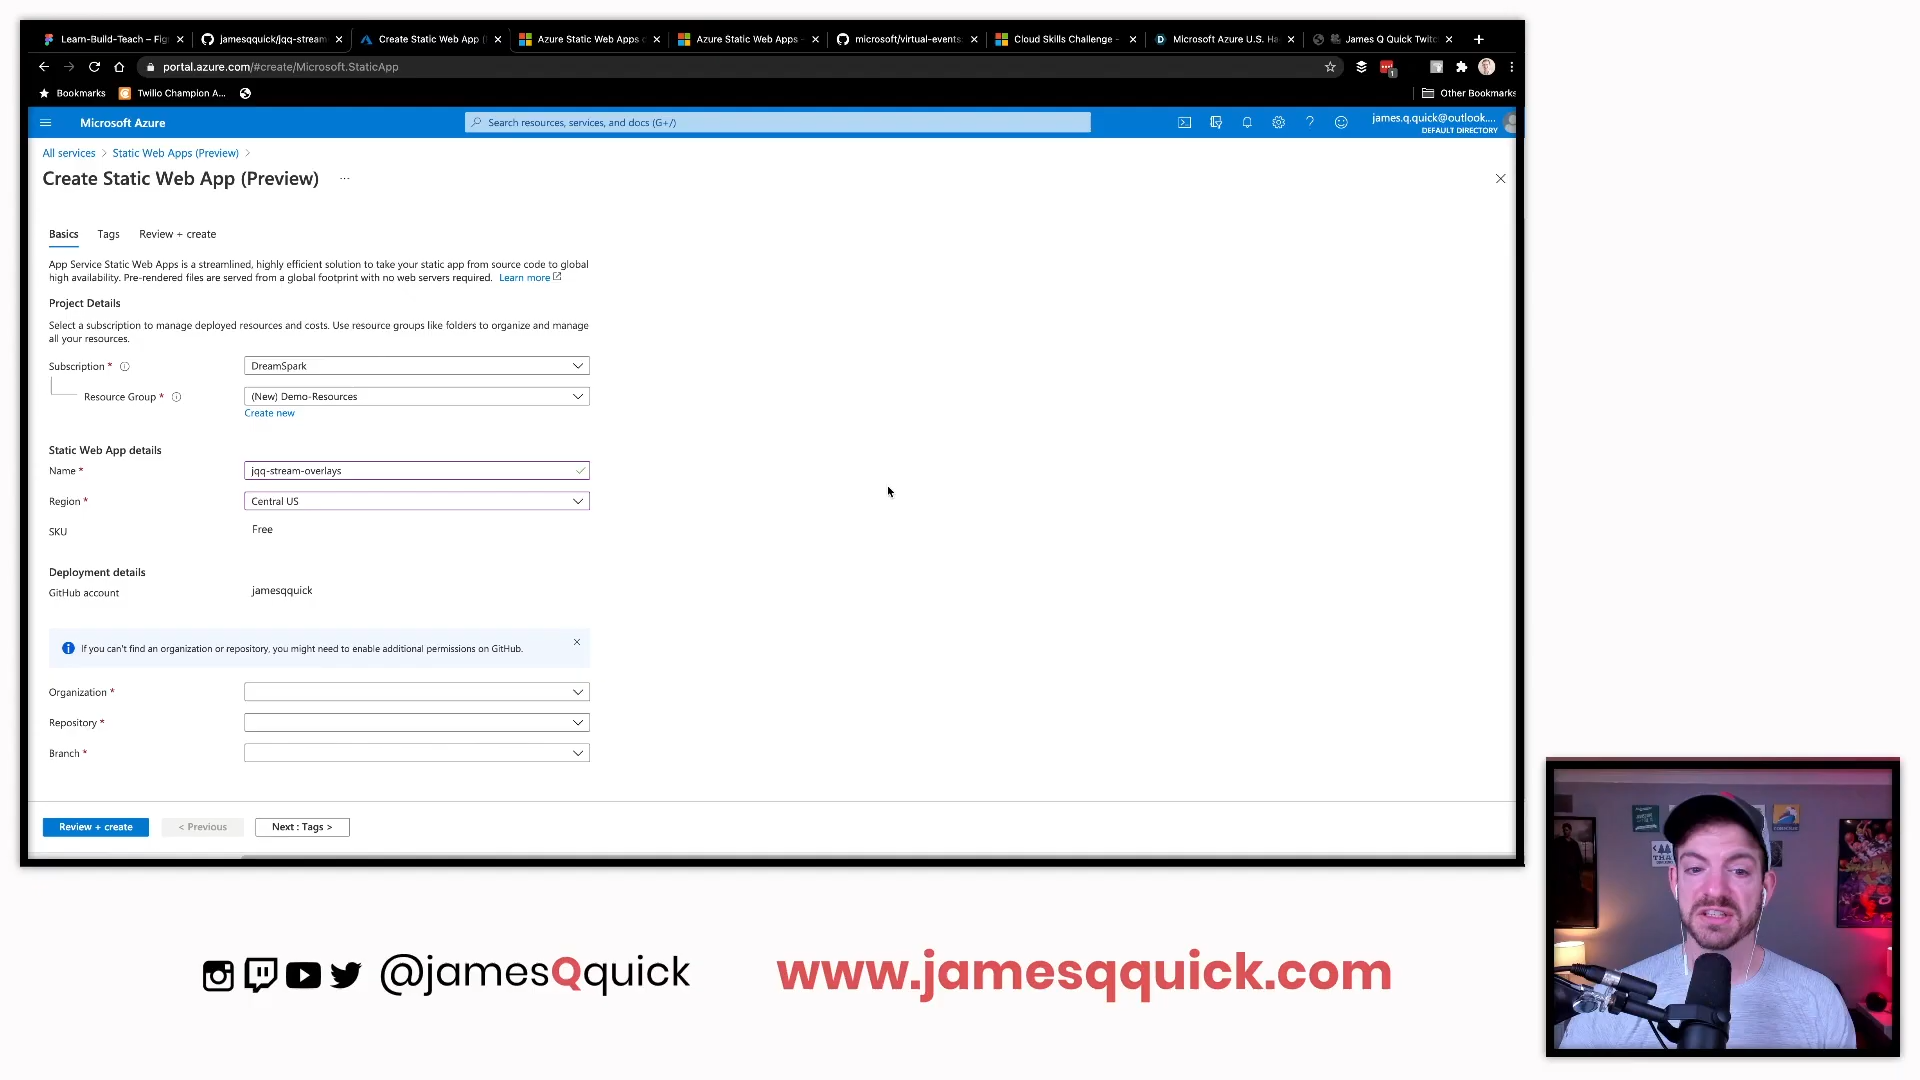 Learn-Build-Teach – Fig
jamesqquick/jqq-stream
Create Static Web App (
Azure Static Web Apps
Azure Static Web Apps -
microsoft/virtual-events
Cloud Skills Challenge -
Microsoft Azure U.S. Ha
James Q Quick Twitc
portal.azure.com/#create/Microsoft.StaticApp
1
Bookmarks
Twilio Champion A...
Other Bookmarks
Microsoft Azure
Search resources, services, and docs (G+/)
james.q.quick@outlook....
DEFAULT DIRECTORY
All services > Static Web Apps (Preview) >
Create Static Web App (Preview) ...
Basics
Tags
Review + create
App Service Static Web Apps is a streamlined, highly efficient solution to take your static app from source code to global
high availability. Pre-rendered files are served from a global footprint with no web servers required. Learn more
Project Details
Select a subscription to manage deployed resources and costs. Use resource groups like folders to organize and manage
all your resources.
Subscription *
DreamSpark
Resource Group *
(New) Demo-Resources
Create new
Static Web App details
Name *
jqq-stream-overlays
Region *
Central US
SKU
Free
Deployment details
GitHub account
jamesqquick
If you can't find an organization or repository, you might need to enable additional permissions on GitHub.
Organization *
Repository *
Branch *
Review + create
< Previous
Next : Tags >
@jamesQquick
www.jamesqquick.com